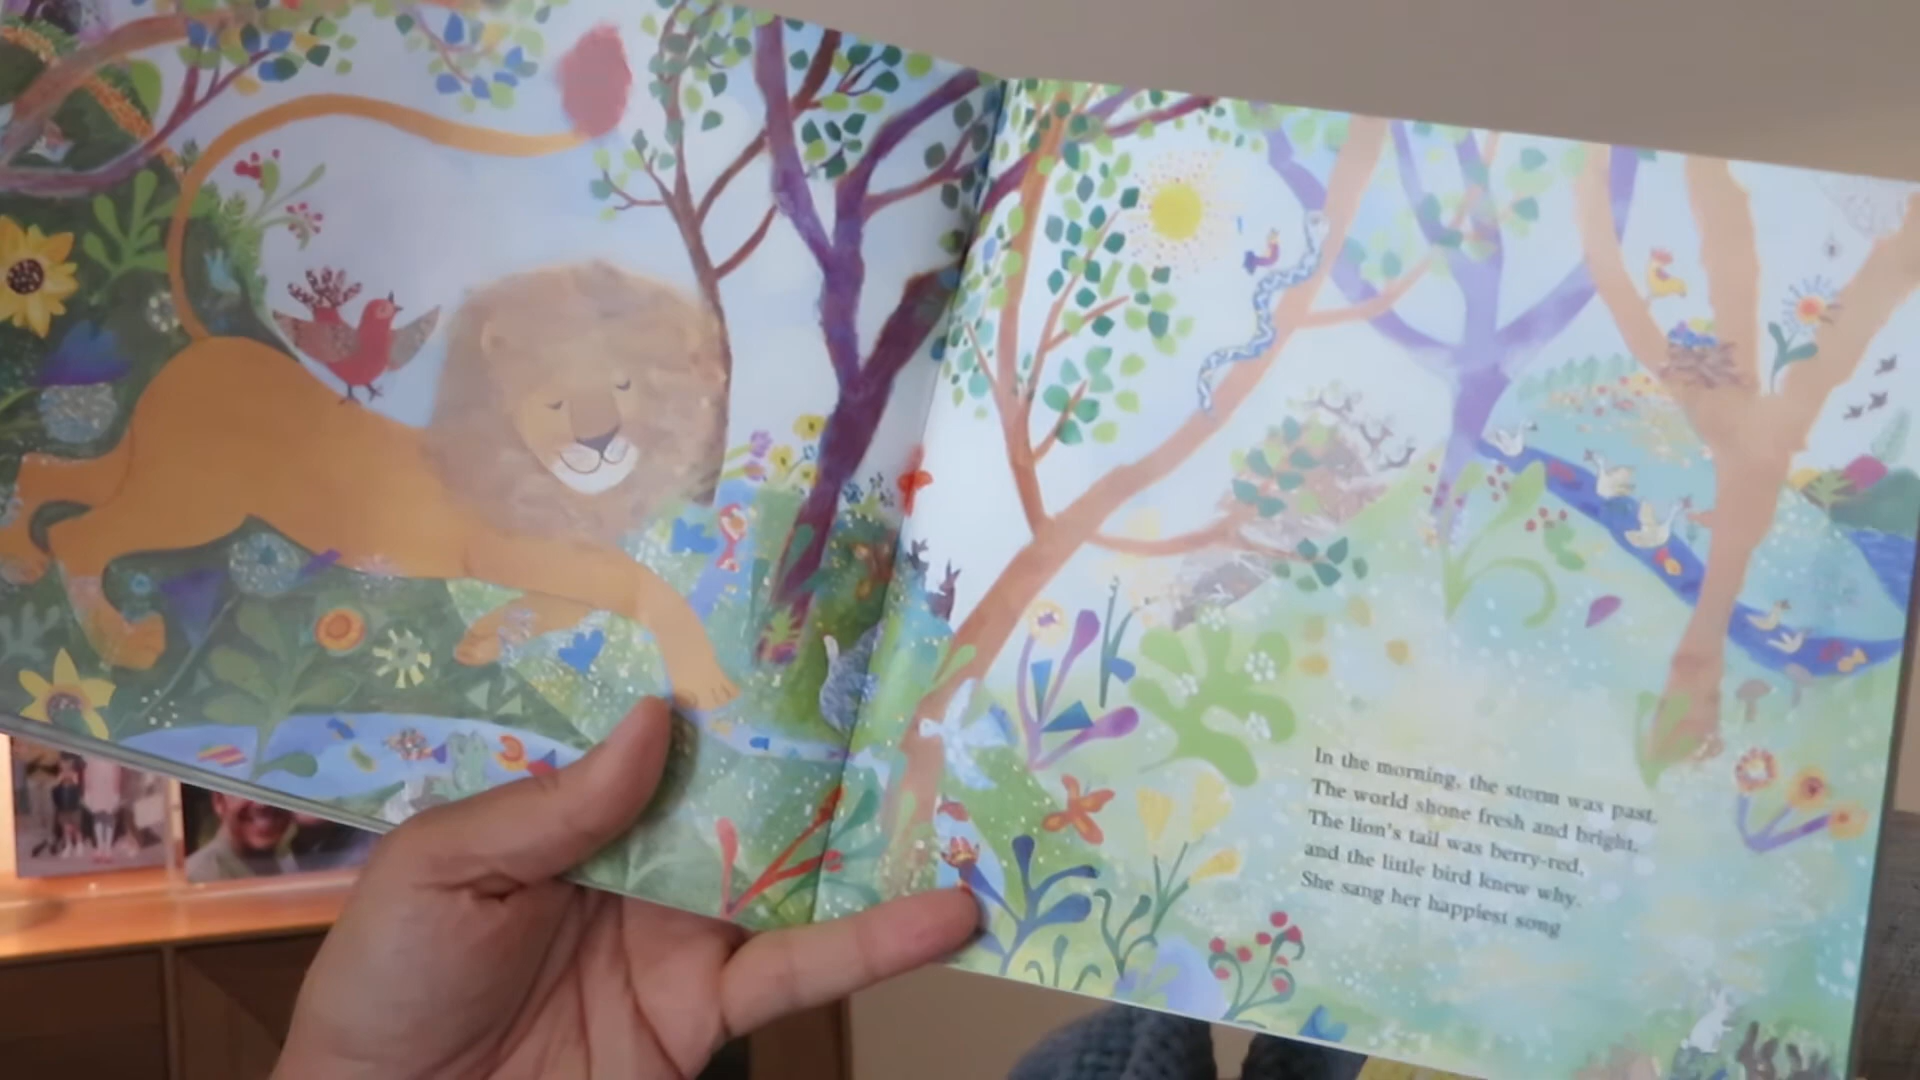 In the morning, the storm was past.
The world shone fresh and bright.
The lion's tail was berry-red,
and the little bird knew why.
She sang her happiest song